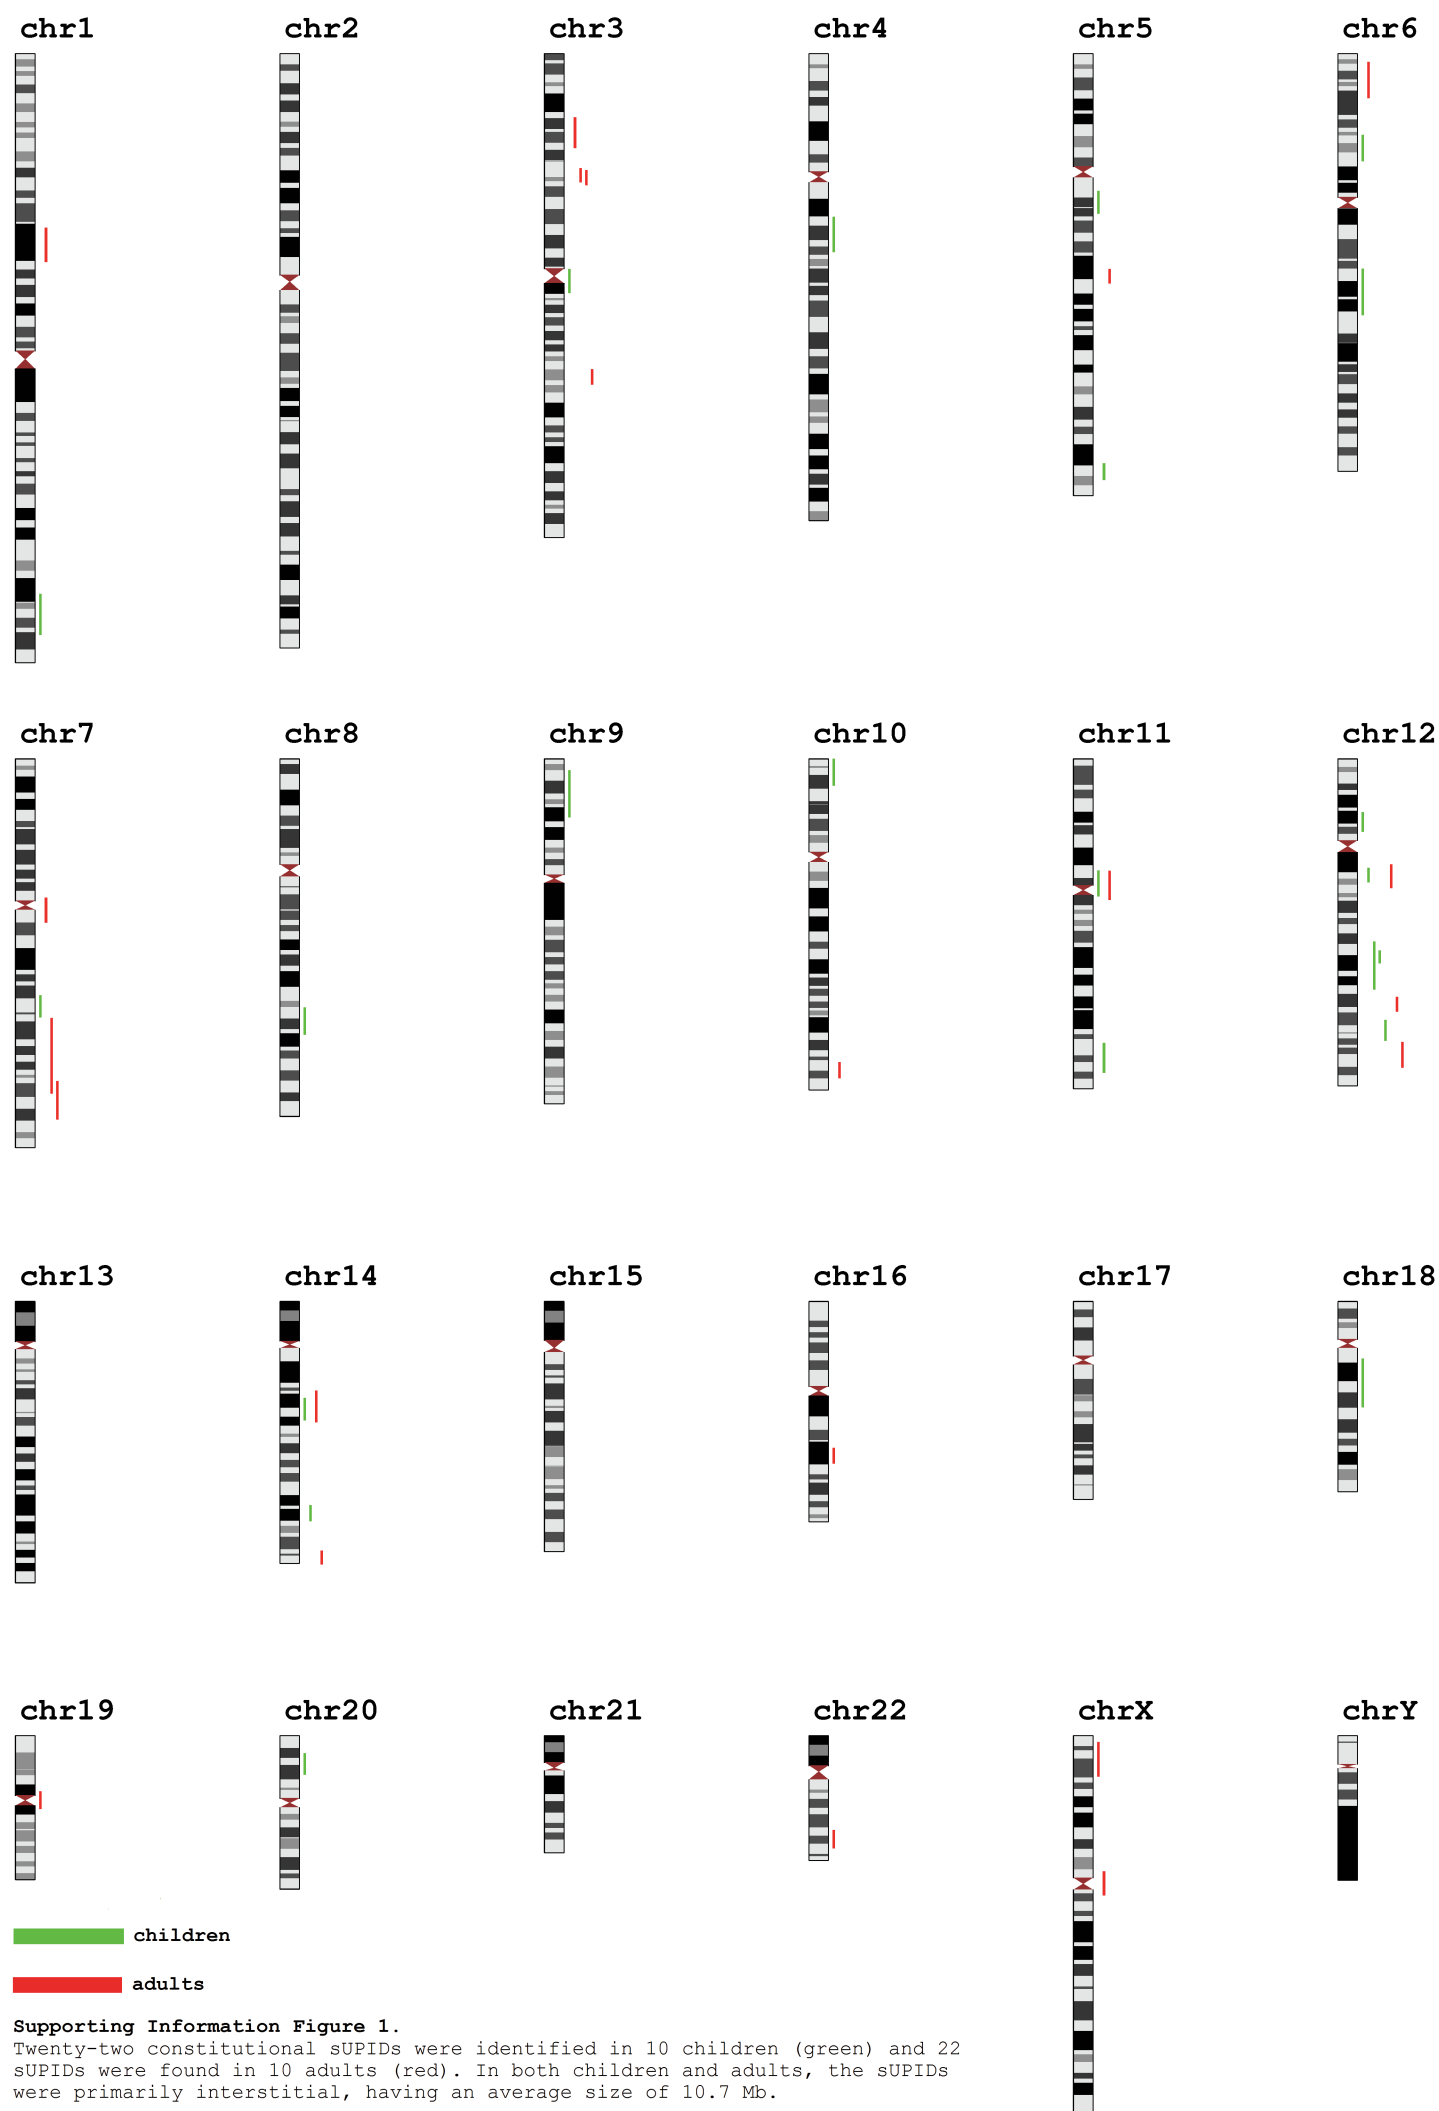 chr1 chr2 chr3 chr4 chr5 chr6
chr7 chr8 chr9 chr10 chr11 chr12
chr13 chr14 chr15 chr16 chr17 chr18
chr19 chr20 chr21 chr22 chrX chrY
children
adults
Supporting Information Figure 1.
Twenty-two constitutional sUPIDs were identified in 10 children (green) and 22
sUPIDs were found in 10 adults (red). In both children and adults, the sUPIDs
were primarily interstitial, having an average size of 10.7 Mb.